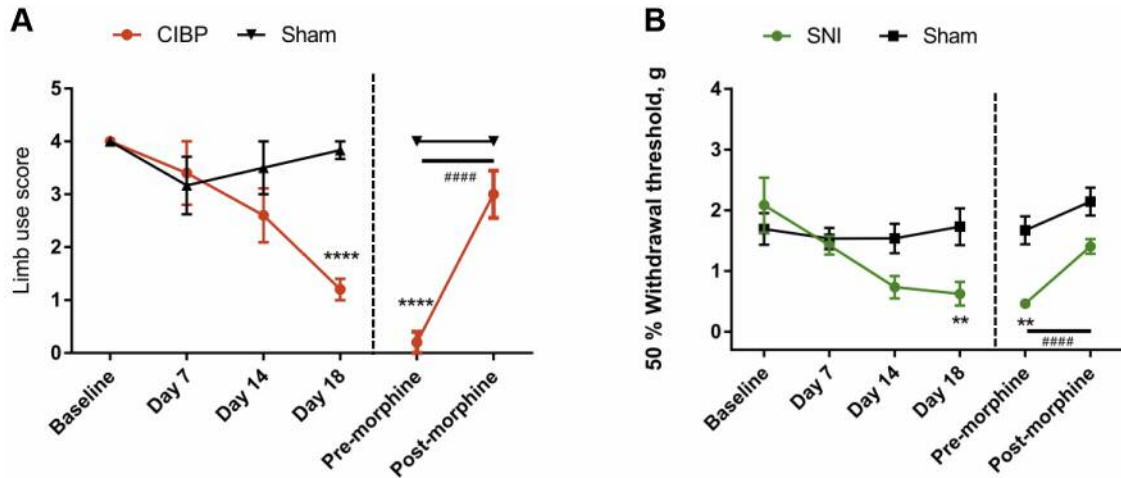 A
CIBP
Sham
Limb use score
5
4
3
2
1
0
****
****
####
Baseline
Day 7
Day 14
Day 18
Pre-morphine
Post-morphine
B
SNI
Sham
50 % Withdrawal threshold, g
4
3
2
1
0
**
**
####
Baseline
Day 7
Day 14
Day 18
Pre-morphine
Post-morphine